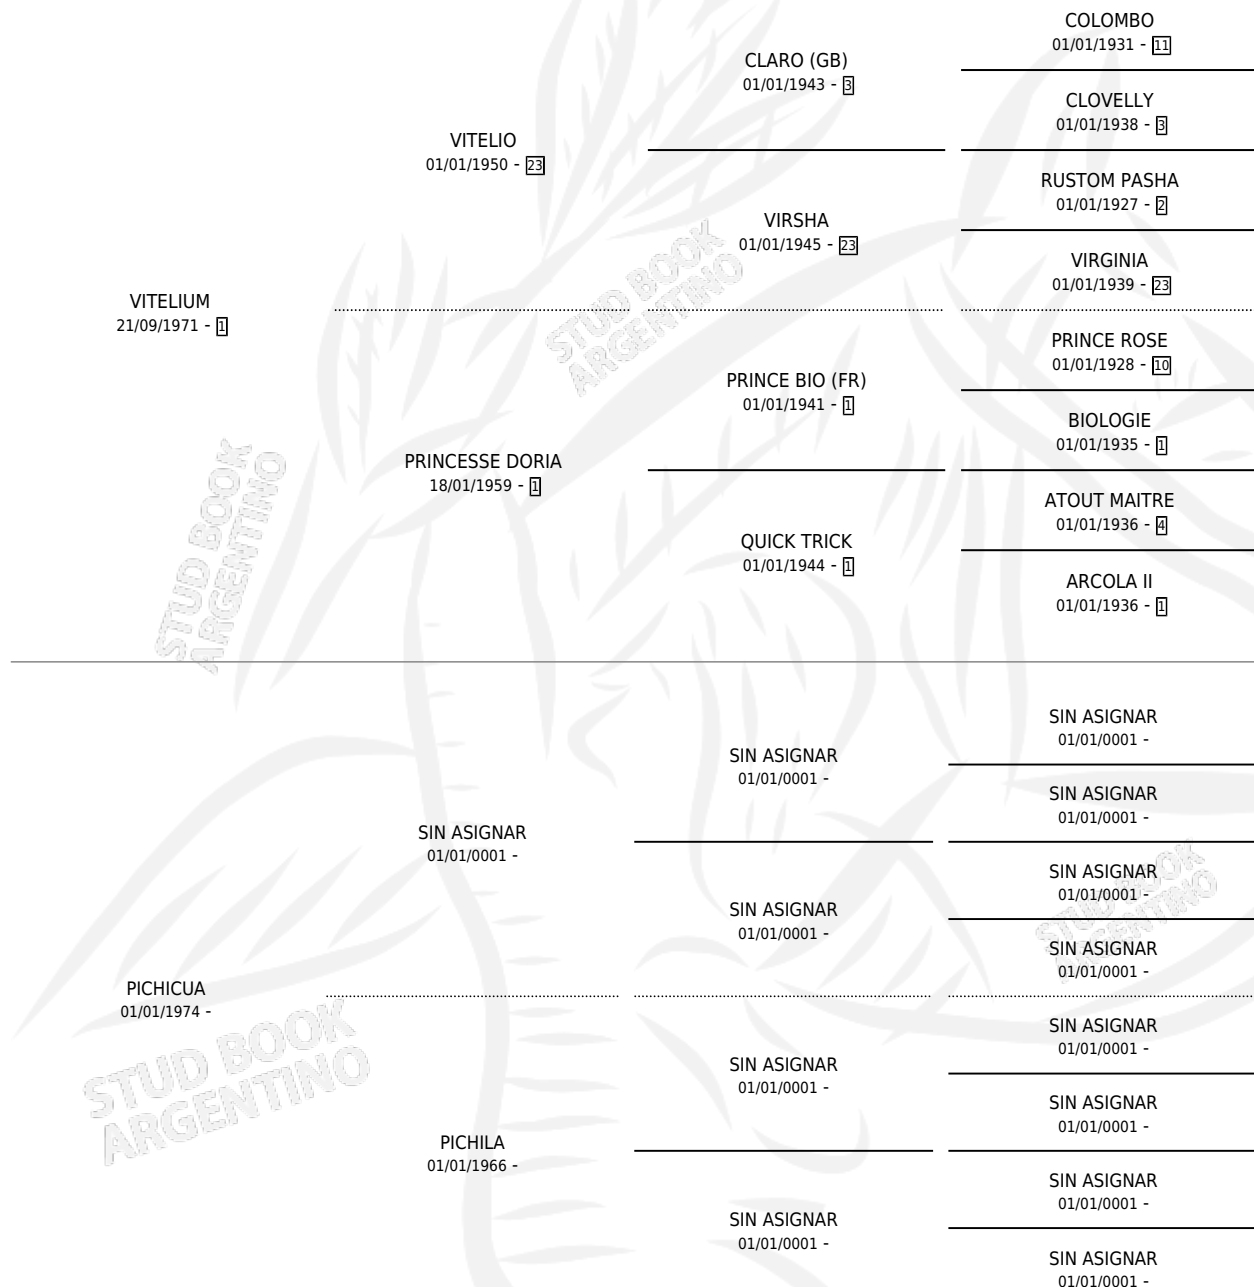 COLOMBO
01/01/1931 - 11
CLARO (GB)
01/01/1943 - 3
CLOVELLY
01/01/1938 - 3
VITELIO
01/01/1950 - 23
RUSTOM PASHA
01/01/1927 - 2
VIRSHA
01/01/1945 - 23
VIRGINIA
01/01/1939 - 23
VITELIUM
21/09/1971 - 1
STUD BOOK
ARGENTINO
PRINCE ROSE
01/01/1928 - 10
PRINCE BIO (FR)
01/01/1941 - 1
BIOLOGIE
01/01/1935 - 1
PRINCESSE DORIA
18/01/1959 - 1
ATOUT MAITRE
01/01/1936 - 4
QUICK TRICK
01/01/1944 - 1
ARCOLA II
01/01/1936 - 1
STUD BOOK
ARGENTINO
SIN ASIGNAR
01/01/0001 -
SIN ASIGNAR
01/01/0001 -
SIN ASIGNAR
01/01/0001 -
SIN ASIGNAR
01/01/0001 -
SIN ASIGNAR
01/01/0001 -
SIN ASIGNAR
01/01/0001 -
SIN ASIGNAR
01/01/0001 -
STUD BOOK
ARGENTINO
PICHICUA
01/01/1974 -
STUD BOOK
ARGENTINO
SIN ASIGNAR
01/01/0001 -
SIN ASIGNAR
01/01/0001 -
SIN ASIGNAR
01/01/0001 -
PICHILA
01/01/1966 -
SIN ASIGNAR
01/01/0001 -
SIN ASIGNAR
01/01/0001 -
SIN ASIGNAR
01/01/0001 -